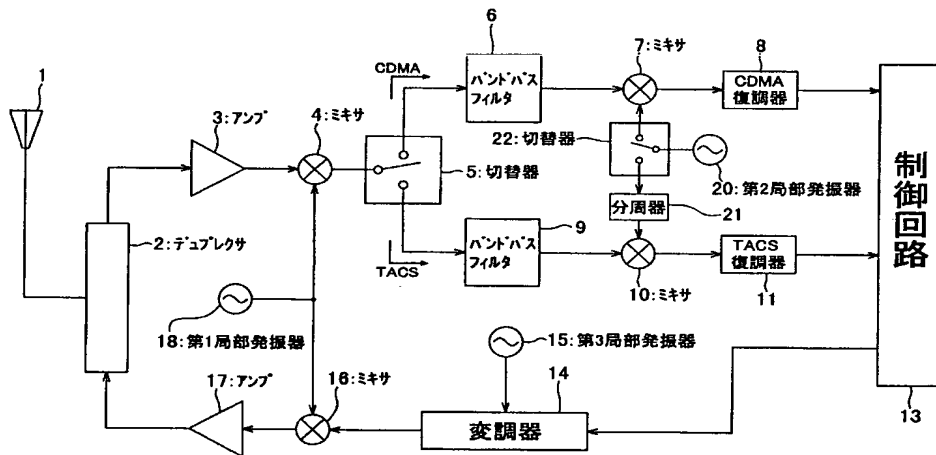 1
3:アンプ
4:ミキサ
CDMA
6
バンドパス
フィルタ
7:ミキサ
8
CDMA
復調器
5:切替器
22:切替器
20:第2局部発振器
2:デュプレクサ
TACS
9
バンドパス
フィルタ
分周器
21
10:ミキサ
TACS
復調器
11
制御回路
13
18:第1局部発振器
15:第3局部発振器
17:アンプ
16:ミキサ
14
変調器